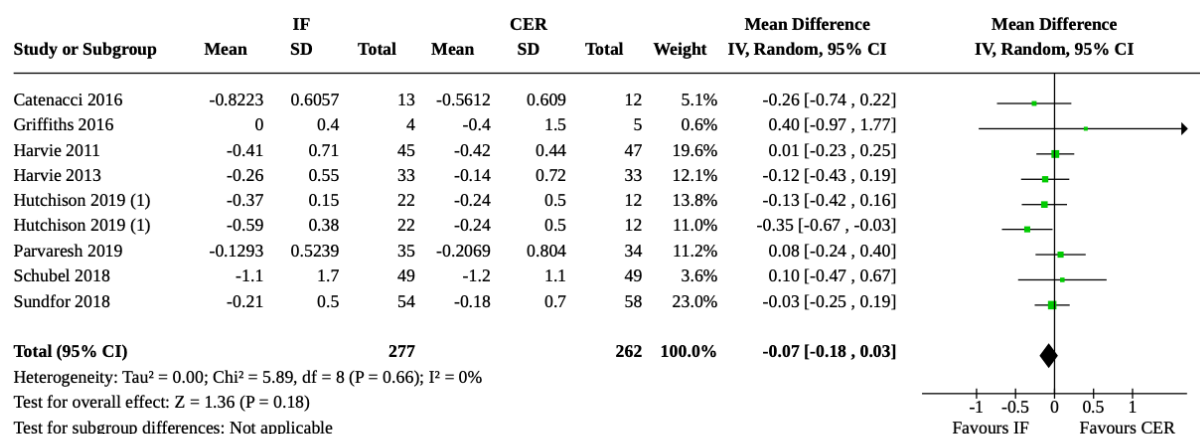 IF CER Mean Difference Mean Difference
Study or Subgroup Mean SD Total Mean SD Total Weight IV, Random, 95% CI IV, Random, 95% CI
Catenacci 2016 -0.8223 0.6057 13 -0.5612 0.609 12 5.1% -0.26 [-0.74 , 0.22]
Griffiths 2016 0 0.4 4 -0.4 1.5 5 0.6% 0.40 [-0.97 , 1.77]
Harvie 2011 -0.41 0.71 45 -0.42 0.44 47 19.6% 0.01 [-0.23 , 0.25]
Harvie 2013 -0.26 0.55 33 -0.14 0.72 33 12.1% -0.12 [-0.43 , 0.19]
Hutchison 2019 (1) -0.37 0.15 22 -0.24 0.5 12 13.8% -0.13 [-0.42 , 0.16]
Hutchison 2019 (1) -0.59 0.38 22 -0.24 0.5 12 11.0% -0.35 [-0.67 , -0.03]
Parvaresh 2019 -0.1293 0.5239 35 -0.2069 0.804 34 11.2% 0.08 [-0.24 , 0.40]
Schubel 2018 -1.1 1.7 49 -1.2 1.1 49 3.6% 0.10 [-0.47 , 0.67]
Sundfor 2018 -0.21 0.5 54 -0.18 0.7 58 23.0% -0.03 [-0.25 , 0.19]
Total (95% CI) 277 262 100.0% -0.07 [-0.18 , 0.03]
Heterogeneity: Tau² = 0.00; Chi² = 5.89, df = 8 (P = 0.66); I² = 0%
Test for overall effect: Z = 1.36 (P = 0.18)
Test for subgroup differences: Not applicable
-1 -0.5 0 0.5 1
Favours IF Favours CER